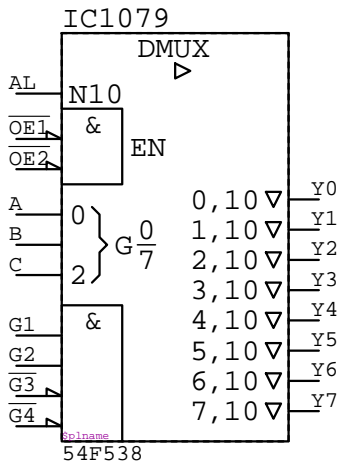 IC1079
DMUX
AL
N10
OE1
&
OE2
EN
A
0
B
C
2
G 0/7
G1
&
G2
G3
G4
0,10
1,10
2,10
3,10
4,10
5,10
6,10
7,10
Y0
Y1
Y2
Y3
Y4
Y5
Y6
Y7
$plname
54F538